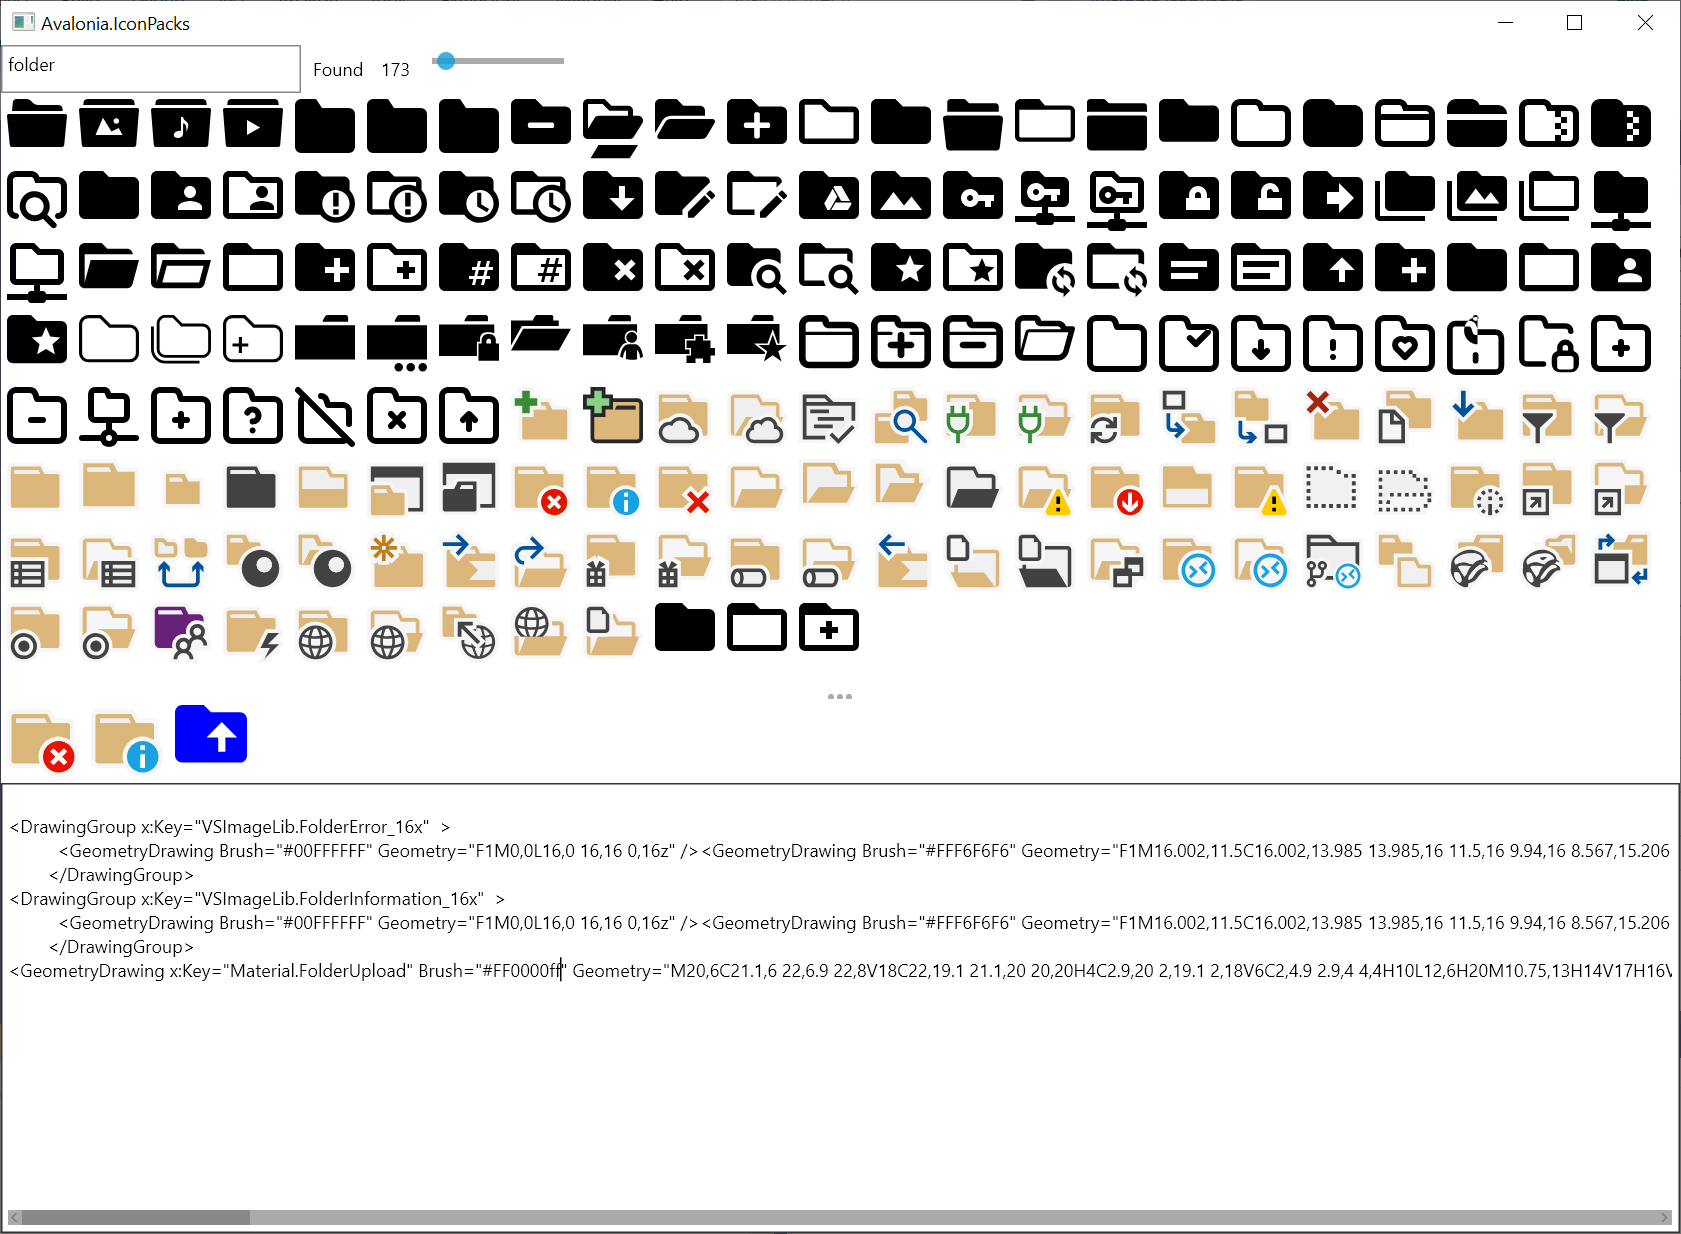 Avalonia.IconPacks
folder
Found 173
<DrawingGroup x:Key="VSImageLib.FolderError_16x"  >
<GeometryDrawing Brush="#00FFFFFF" Geometry="F1M0,0L16,0 16,16 0,16z" /><GeometryDrawing Brush="#FFF6F6F6" Geometry="F1M16.002,11.5C16.002,13.985 13.985,16 11.5,16 9.94,16 8.567,15.206
</DrawingGroup>
<DrawingGroup x:Key="VSImageLib.FolderInformation_16x"  >
<GeometryDrawing Brush="#00FFFFFF" Geometry="F1M0,0L16,0 16,16 0,16z" /><GeometryDrawing Brush="#FFF6F6F6" Geometry="F1M16.002,11.5C16.002,13.985 13.985,16 11.5,16 9.94,16 8.567,15.206
</DrawingGroup>
<GeometryDrawing x:Key="Material.FolderUpload" Brush="#FF0000ff" Geometry="M20,6C21.1,6 22,6.9 22,8V18C22,19.1 21.1,20 20,20H4C2.9,20 2,19.1 2,18V6C2,4.9 2.9,4 4,4H10L12,6H20M10.75,13H14V17H16V